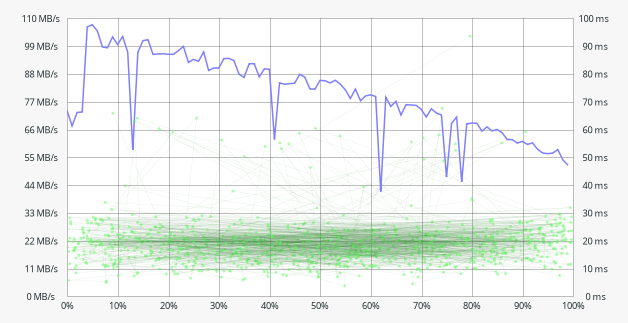 110 MB/s 100 ms
99 MB/s 90 ms
88 MB/s 80 ms
77 MB/s 70 ms
66 MB/s 60 ms
55 MB/s 50 ms
44 MB/s 40 ms
33 MB/s 30 ms
22 MB/s 20 ms
11 MB/s 10 ms
0 MB/s 0 ms
0% 10% 20% 30% 40% 50% 60% 70% 80% 90% 100%